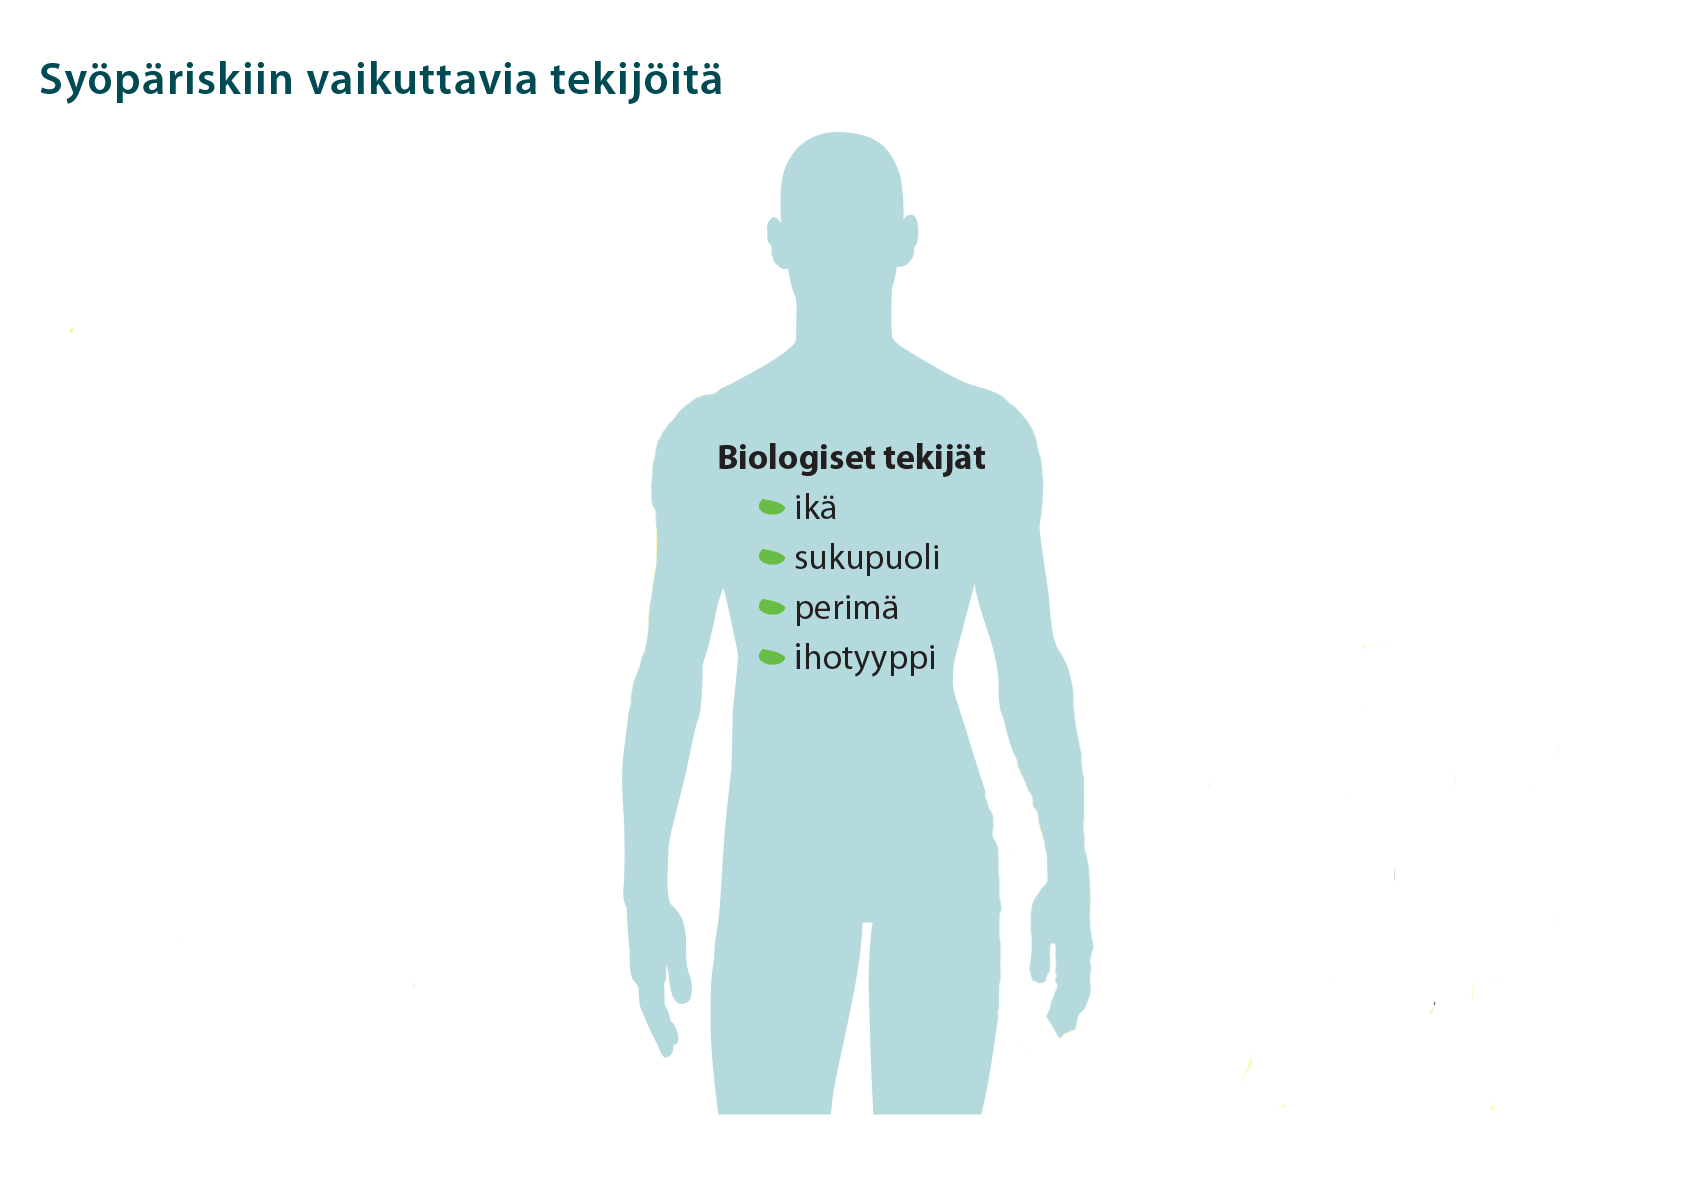 Syöpäriskiin vaikuttavia tekijöitä
Biologiset tekijät
ikä
sukupuoli
perimä
ihotyyppi